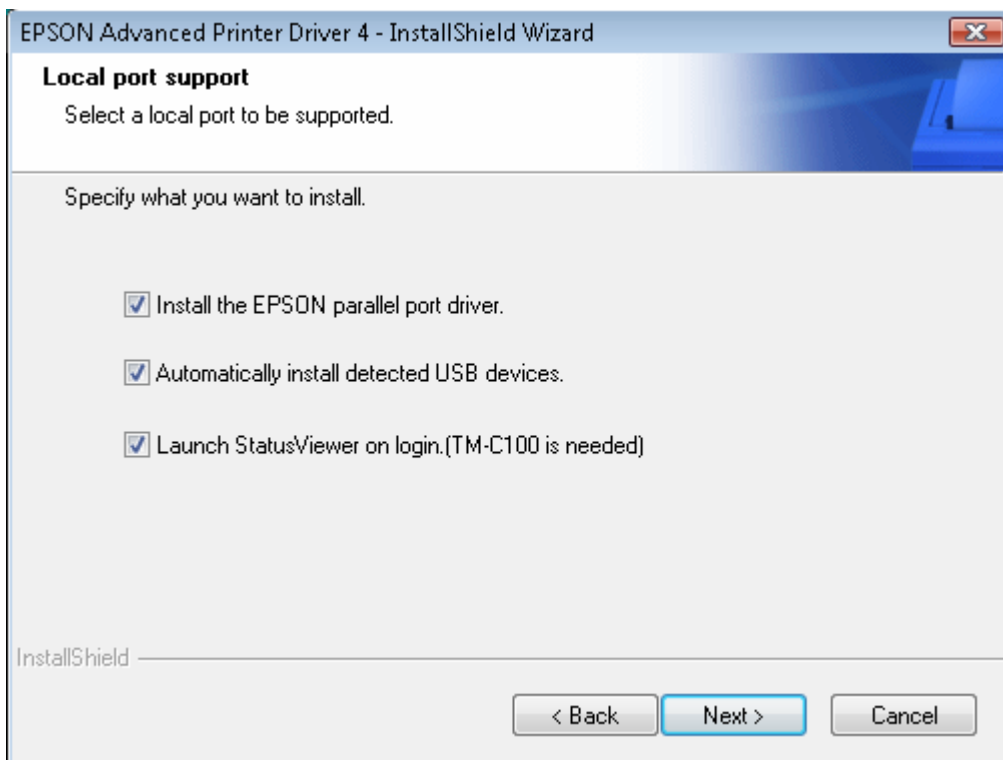 EPSON Advanced Printer Driver 4 - InstallShield Wizard
Local port support
Select a local port to be supported.
Specify what you want to install.
Install the EPSON parallel port driver.
Automatically install detected USB devices.
Launch StatusViewer on login.(TM-C100 is needed)
InstallShield
< Back Next > Cancel